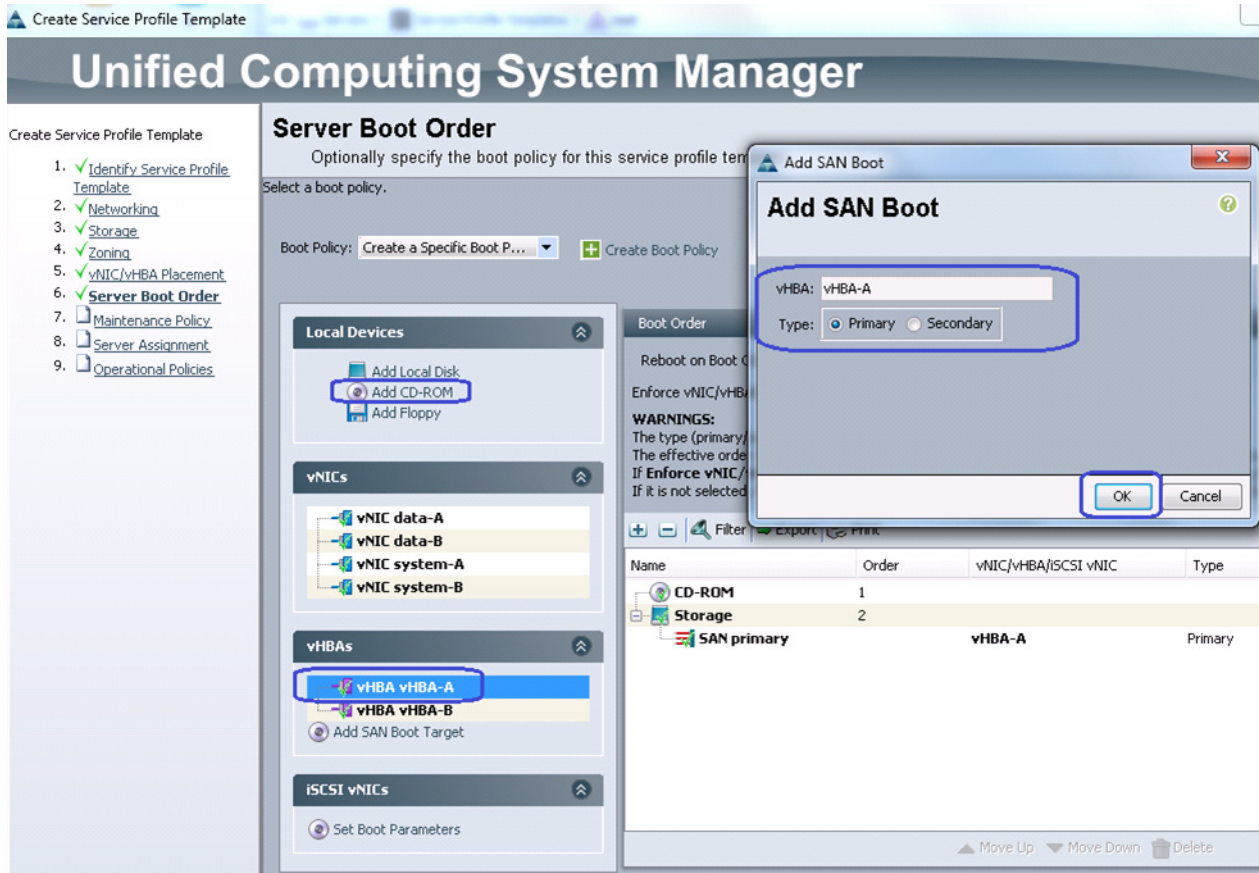 Create Service Profile Template
Unified Computing System Manager
Create Service Profile Template
1. Identify Service Profile
Template
2. Networking
3. Storage
4. Zoning
5. vNIC/vHBA Placement
6. Server Boot Order
7. Maintenance Policy
8. Server Assignment
9. Operational Policies
Server Boot Order
Optionally specify the boot policy for this service profile tem
Select a boot policy.
Boot Policy: Create a Specific Boot P... Create Boot Policy
Local Devices
Add Local Disk
Add CD-ROM
Add Floppy
vNICs
vNIC data-A
vNIC data-B
vNIC system-A
vNIC system-B
vHBAs
vHBA vHBA-A
vHBA vHBA-B
Add SAN Boot Target
iSCSI vNICs
Set Boot Parameters
Boot Order
Reboot on Boot
Enforce vNIC/vHBA
WARNINGS:
The type (primary/
The effective orde
If Enforce vNIC/
If it is not selected
Filter Export Print
Name Order vNIC/vHBA/iSCSI vNIC Type
CD-ROM 1
Storage 2
SAN primary vHBA-A Primary
Move Up Move Down Delete
Add SAN Boot
Add SAN Boot
vHBA: vHBA-A
Type: Primary Secondary
OK Cancel